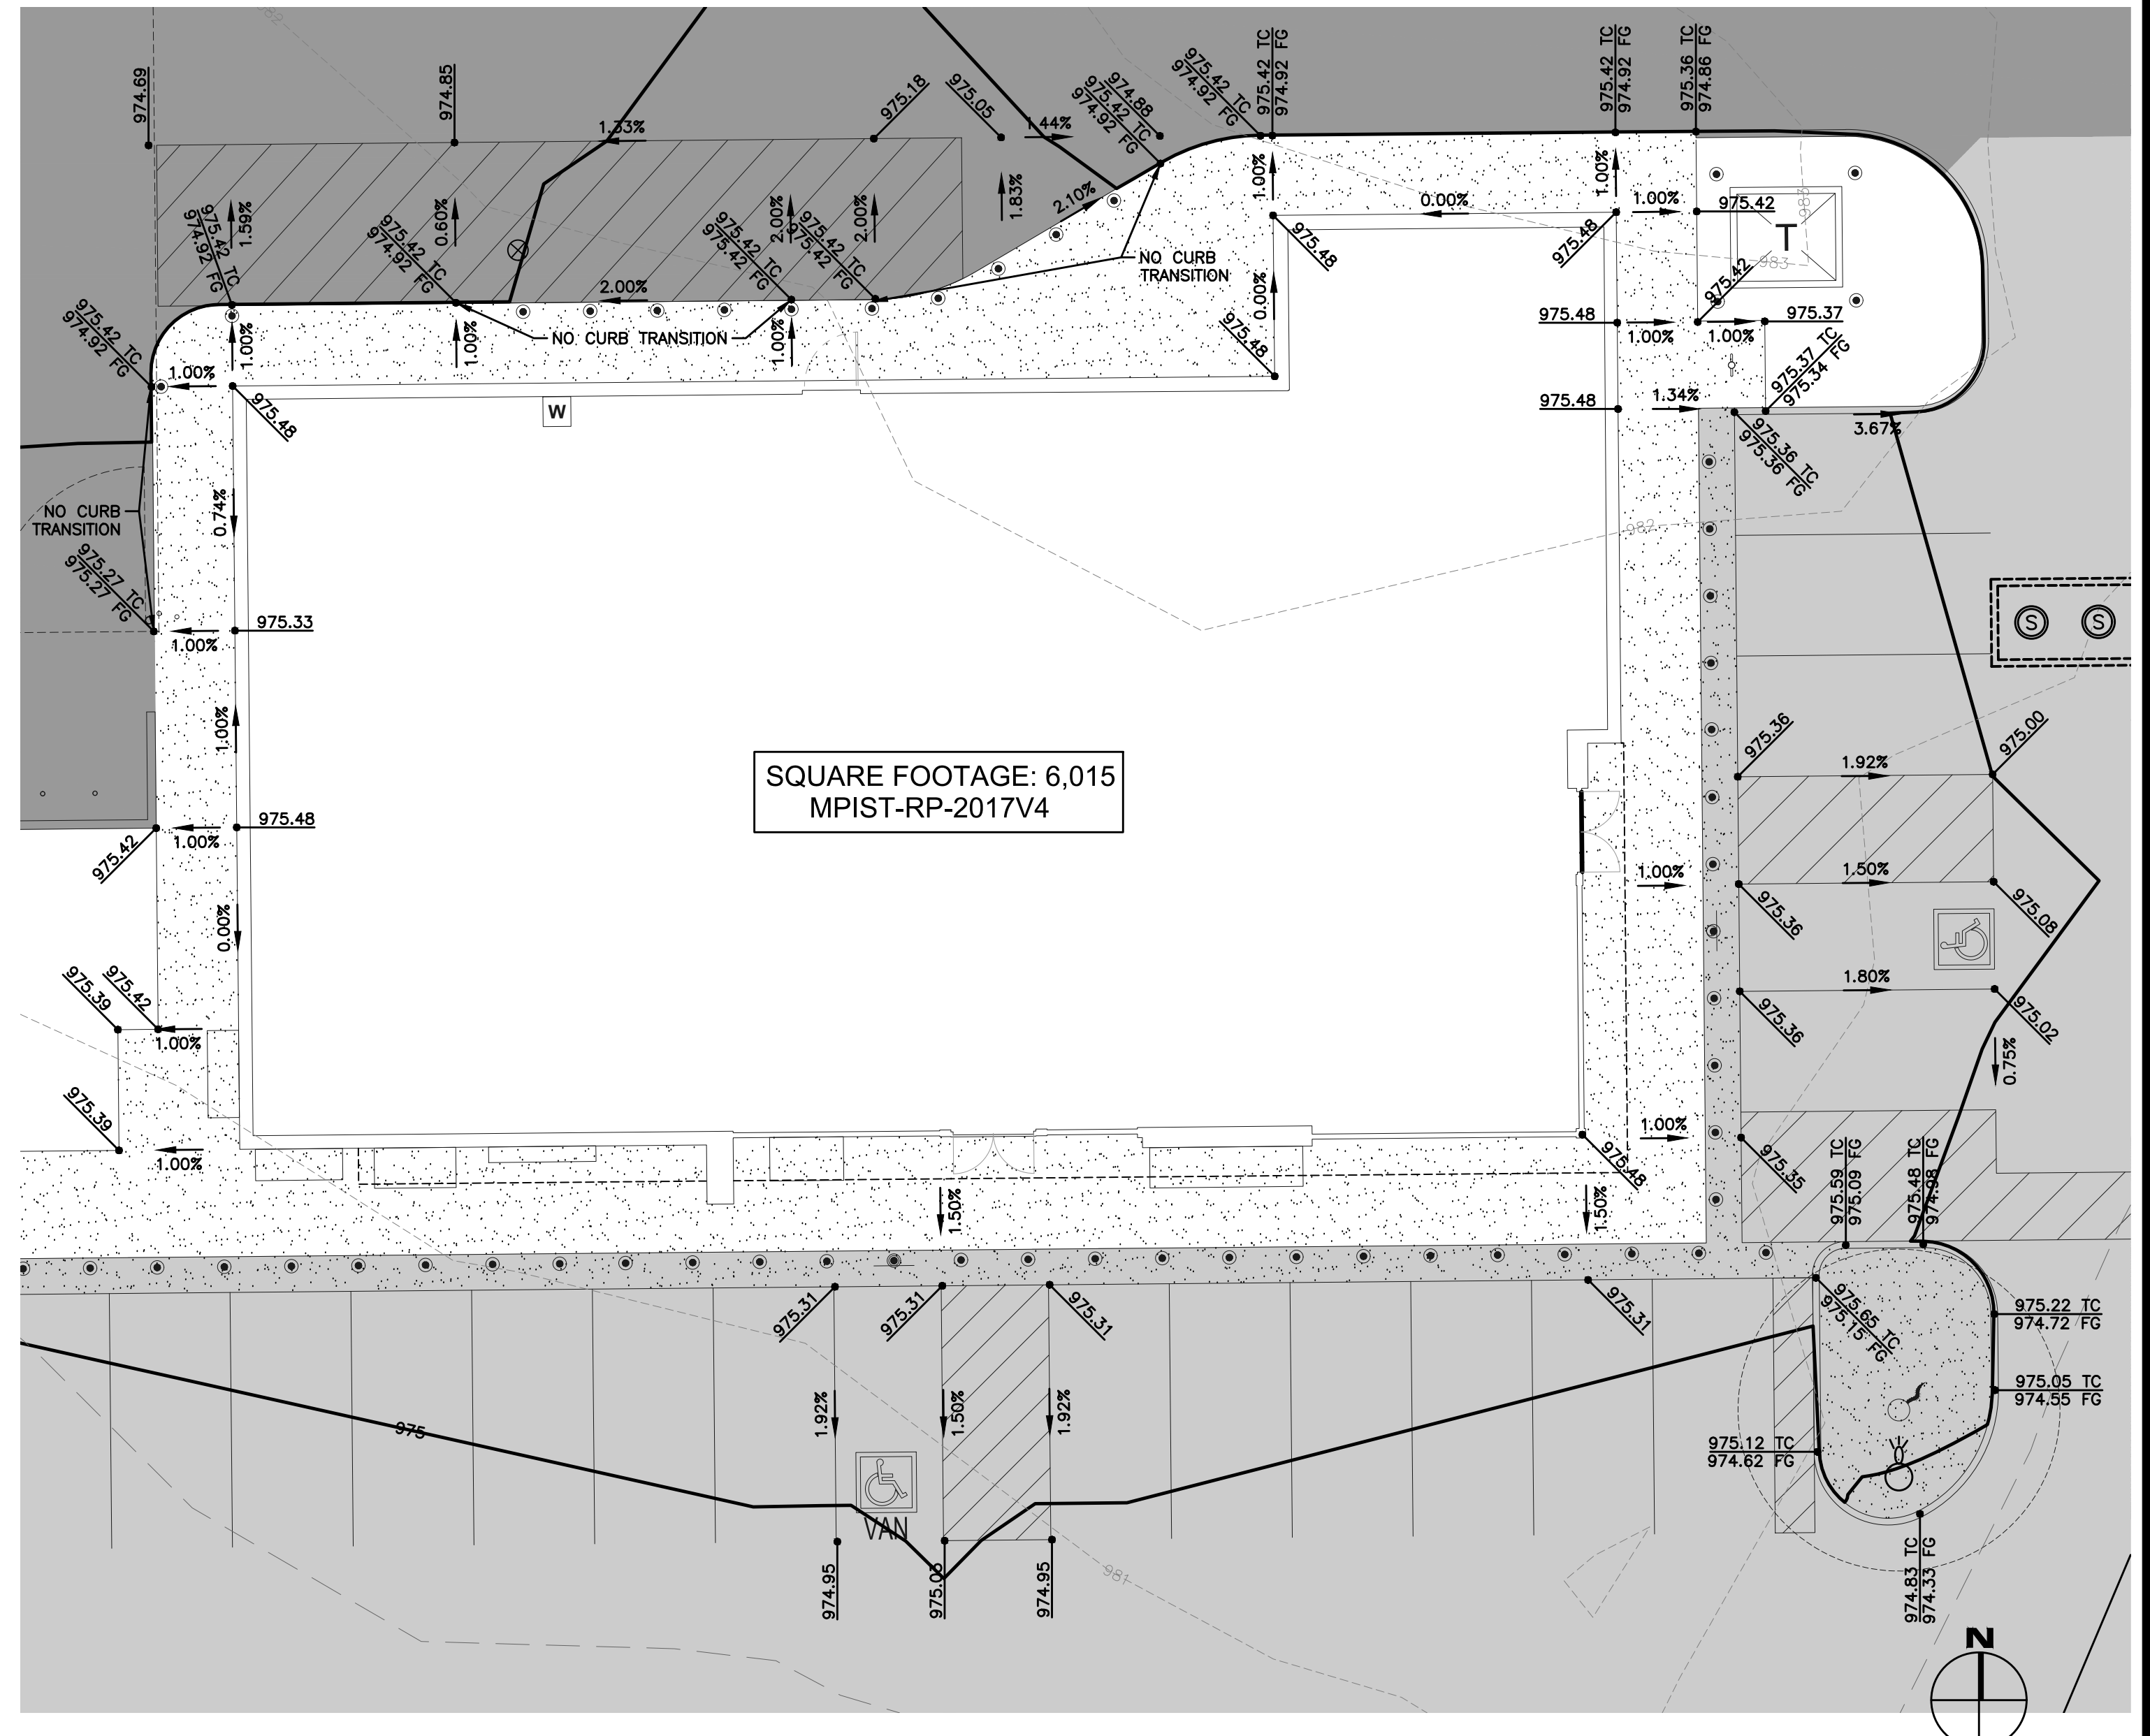 982
974.69
974.85
1.33%
975.18
975.05
1.44%
974.88
975.42 TC
974.92 FG
975.42 TC
974.92 FG
975.42 TC
974.92 FG
975.42 TC
974.92 FG
975.36 TC
974.86 FG
975.42 TC
974.92 FG
1.59%
975.42 TC
974.92 FG
0.60%
975.42 TC
975.42 FG
2.00%
975.42 TC
975.42 FG
2.00%
1.83%
2.10%
1.00%
0.00%
1.00%
1.00%
975.42
983
T
983
NO CURB
TRANSITION
975.48
975.48
975.42
975.42 TC
974.92 FG
1.00%
1.00%
2.00%
1.00%
NO CURB TRANSITION
1.00%
0.00%
975.48
975.48
1.00%
1.00%
975.37
975.37 TC
975.34 FG
975.48
W
975.48
1.34%
975.36 TC
975.36 FG
3.67%
NO CURB
TRANSITION
0.74%
982
975.27 TC
975.27 FG
1.00%
975.33
S
S
1.00%
SQUARE FOOTAGE: 6,015
MPIST-RP-2017V4
975.36
1.92%
975.00
975.42
1.00%
975.48
1.00%
1.50%
975.36
975.08
0.00%
975.39
975.42
1.00%
1.80%
975.36
975.02
0.75%
975.39
1.00%
1.00%
975.48
975.35
1.50%
1.50%
975.59 TC
975.09 FG
975.48 TC
974.98 FG
975.31
975.31
975.31
975.31
975.65 TC
975.15 FG
975.22 TC
974.72 FG
975.05 TC
974.55 FG
975
1.92%
1.50%
1.92%
975.12 TC
974.62 FG
VAN
974.95
974.95
981
974.83 TC
974.33 FG
N